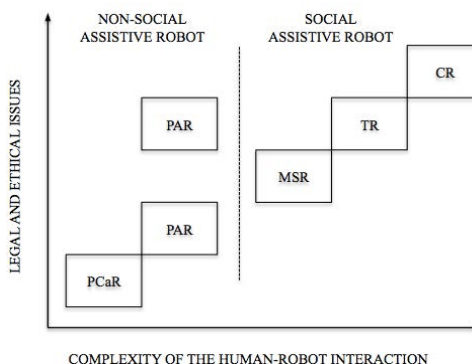 NON-SOCIAL
ASSISTIVE ROBOT
SOCIAL
ASSISTIVE ROBOT
LEGAL AND ETHICAL ISSUES
CR
PAR
TR
MSR
PAR
PCaR
COMPLEXITY OF THE HUMAN-ROBOT INTERACTION